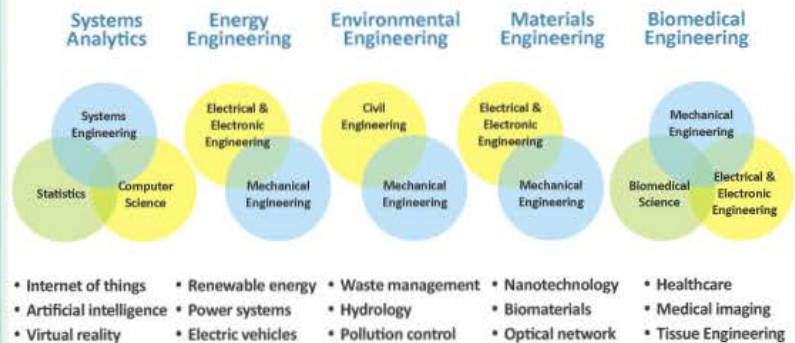 Systems
Analytics
Energy
Engineering
Environmental
Engineering
Materials
Engineering
Biomedical
Engineering
Systems
Engineering
Statistics
Computer
Science
Electrical &
Electronic
Engineering
Mechanical
Engineering
Civil
Engineering
Mechanical
Engineering
Electrical &
Electronic
Engineering
Mechanical
Engineering
Mechanical
Engineering
Biomedical
Science
Electrical &
Electronic
Engineering
• Internet of things
• Artificial intelligence
• Virtual reality
• Renewable energy
• Power systems
• Electric vehicles
• Waste management
• Hydrology
• Pollution control
• Nanotechnology
• Biomaterials
• Optical network
• Healthcare
• Medical imaging
• Tissue Engineering